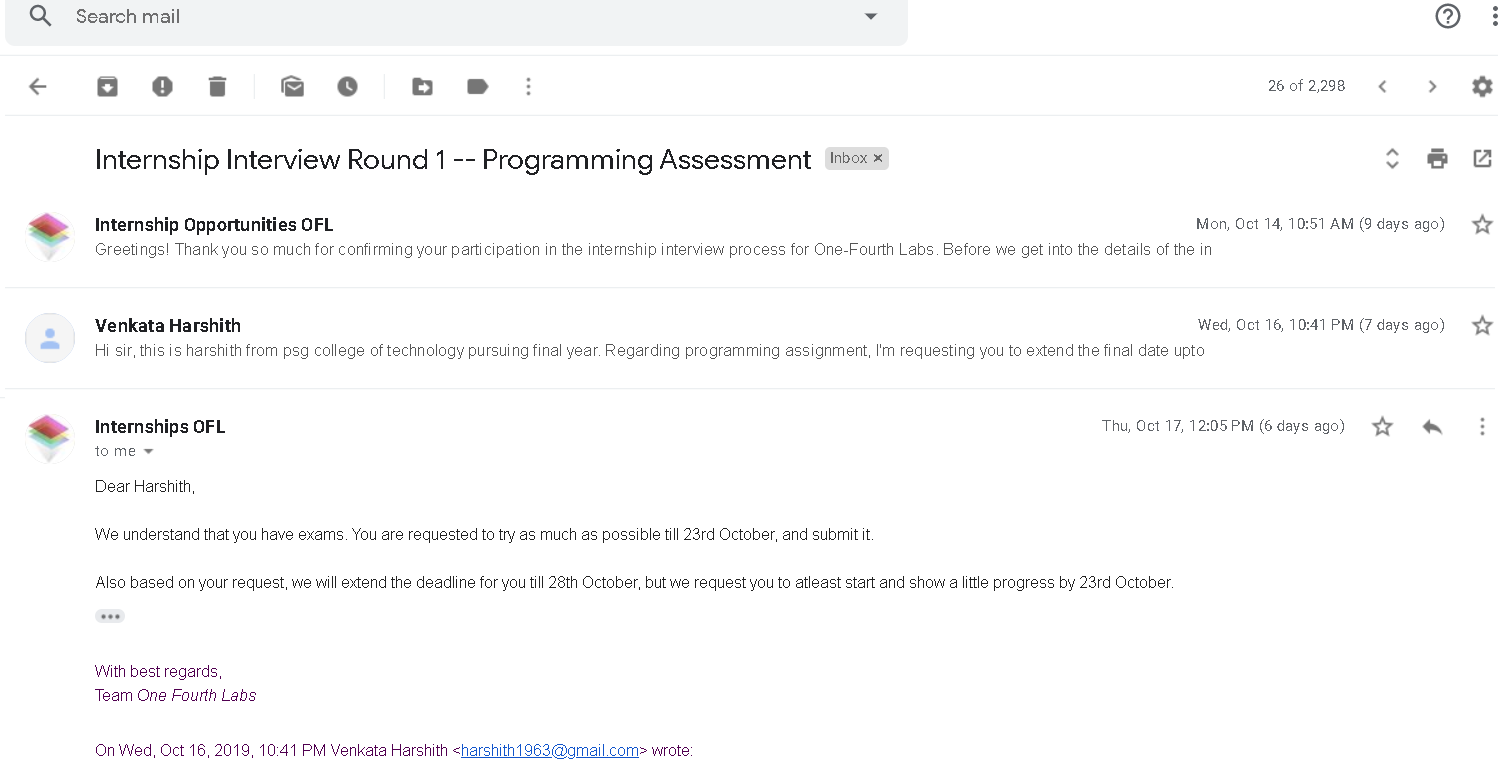 Search mail
26 of 2,298
Internship Interview Round 1 -- Programming Assessment Inbox ×
Internship Opportunities OFL Mon, Oct 14, 10:51 AM (9 days ago)
Greetings! Thank you so much for confirming your participation in the internship interview process for One-Fourth Labs. Before we get into the details of the in
Venkata Harshith Wed, Oct 16, 10:41 PM (7 days ago)
Hi sir, this is harshith from psg college of technology pursuing final year. Regarding programming assignment, I'm requesting you to extend the final date upto
Internships OFL Thu, Oct 17, 12:05 PM (6 days ago)
to me
Dear Harshith,
We understand that you have exams. You are requested to try as much as possible till 23rd October, and submit it.
Also based on your request, we will extend the deadline for you till 28th October, but we request you to atleast start and show a little progress by 23rd October.
With best regards,
Team One Fourth Labs
On Wed, Oct 16, 2019, 10:41 PM Venkata Harshith <harshith1963@gmail.com> wrote: